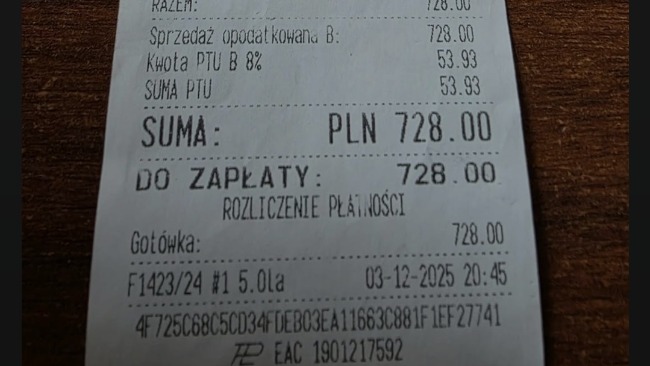 RAZEM: 728.00
Sprzedaż opodatkowana B: 728.00
Kwota PTU B 8% 53.93
SUMA PTU 53.93
SUMA: PLN 728.00
DO ZAPŁATY: 728.00
ROZLICZENIE PŁATNOŚCI
Gotówka: 728.00
F1423/24 #1 5.0la 03-12-2025 20:45
4F725C68C5CD34FDEB03EA11663C881F1EF27741
EAC 1901217592